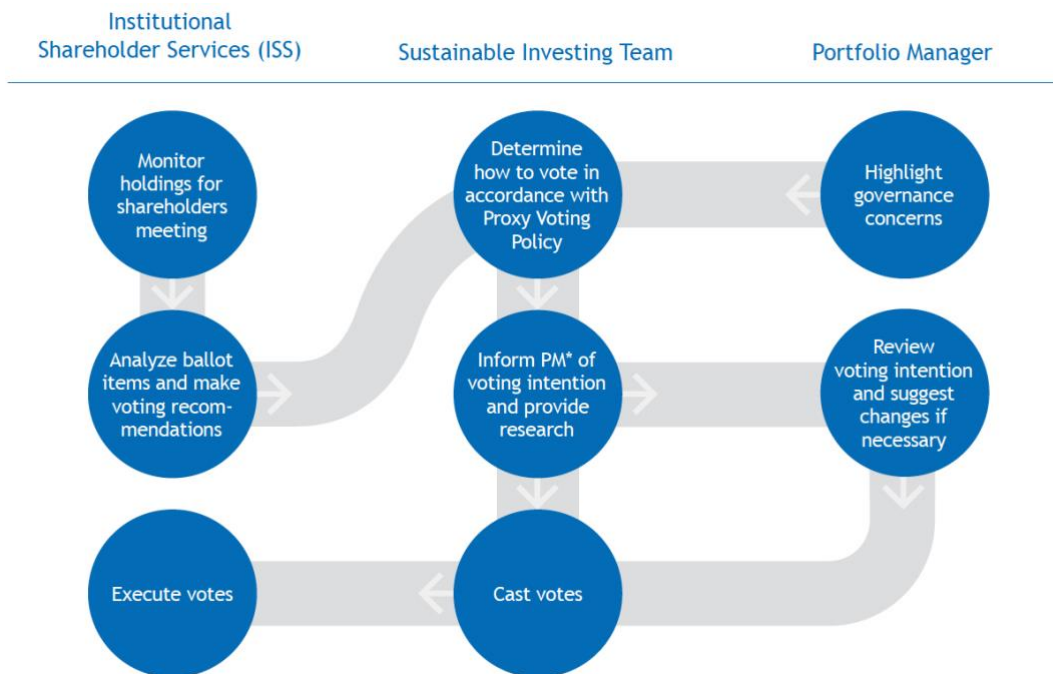 Institutional
Shareholder Services (ISS)
Sustainable Investing Team
Portfolio Manager
Monitor
holdings for
shareholders
meeting
Determine
how to vote in
accordance with
Proxy Voting
Policy
Highlight
governance
concerns
Analyze ballot
items and make
voting recom-
mendations
Inform PM* of
voting intention
and provide
research
Review
voting intention
and suggest
changes if
necessary
Execute votes
Cast votes